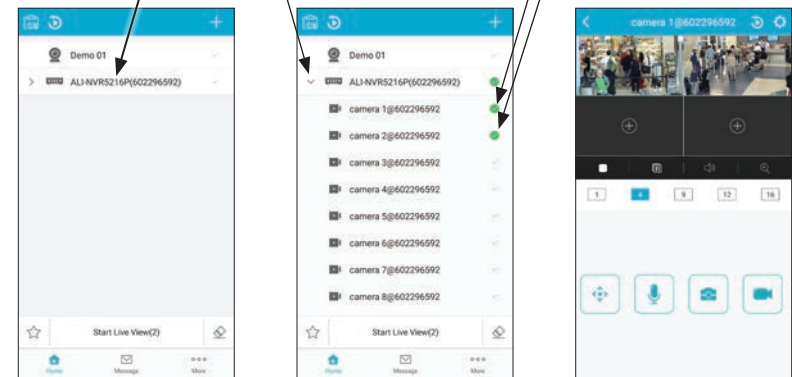 Demo 01
ALI-NVR5216P(602296592)
Start Live View(2)
Home
Message
More
Demo 01
ALI-NVR5216P(602296592)
camera 1@602296592
camera 2@602296592
camera 3@602296592
camera 4@602296592
camera 5@602296592
camera 6@602296592
camera 7@602296592
camera 8@602296592
Start Live View(2)
Home
Message
More
camera 1@602296592
1
4
9
12
16